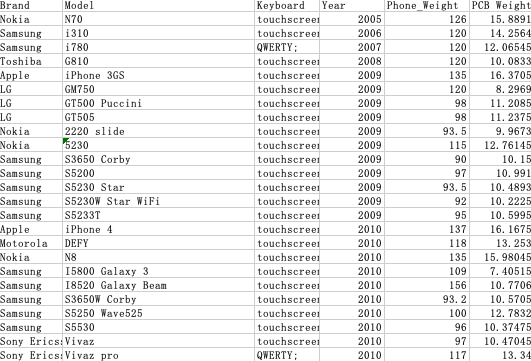 Brand Model Keyboard Year Phone_Weight PCB Weight
Nokia N70 touchscreen 2005 126 15.8891
Samsung i310 touchscreen 2006 120 14.2564
Samsung i780 QWERTY; 2007 120 12.06545
Toshiba G810 touchscreen 2008 120 10.0833
Apple iPhone 3GS touchscreen 2009 135 16.3705
LG GM750 touchscreen 2009 120 8.2969
LG GT500 Puccini touchscreen 2009 98 11.2085
LG GT505 touchscreen 2009 98 11.2375
Nokia 2220 slide touchscreen 2009 93.5 9.9673
Nokia 5230 touchscreen 2009 115 12.76145
Samsung S3650 Corby touchscreen 2009 90 10.15
Samsung S5200 touchscreen 2009 97 10.991
Samsung S5230 Star touchscreen 2009 93.5 10.4893
Samsung S5230W Star WiFi touchscreen 2009 92 10.2225
Samsung S5233T touchscreen 2009 95 10.5995
Apple iPhone 4 touchscreen 2010 137 16.1675
Motorola DEFY touchscreen 2010 118 13.253
Nokia N8 touchscreen 2010 135 15.98045
Samsung I5800 Galaxy 3 touchscreen 2010 109 7.40515
Samsung I8520 Galaxy Beam touchscreen 2010 156 10.7706
Samsung S3650W Corby touchscreen 2010 93.2 10.5705
Samsung S5250 Wave525 touchscreen 2010 100 12.7832
Samsung S5530 touchscreen 2010 96 10.37475
Sony Erics Vivaz touchscreen 2010 97 10.47045
Sony Erics Vivaz pro QWERTY; 2010 117 13.34